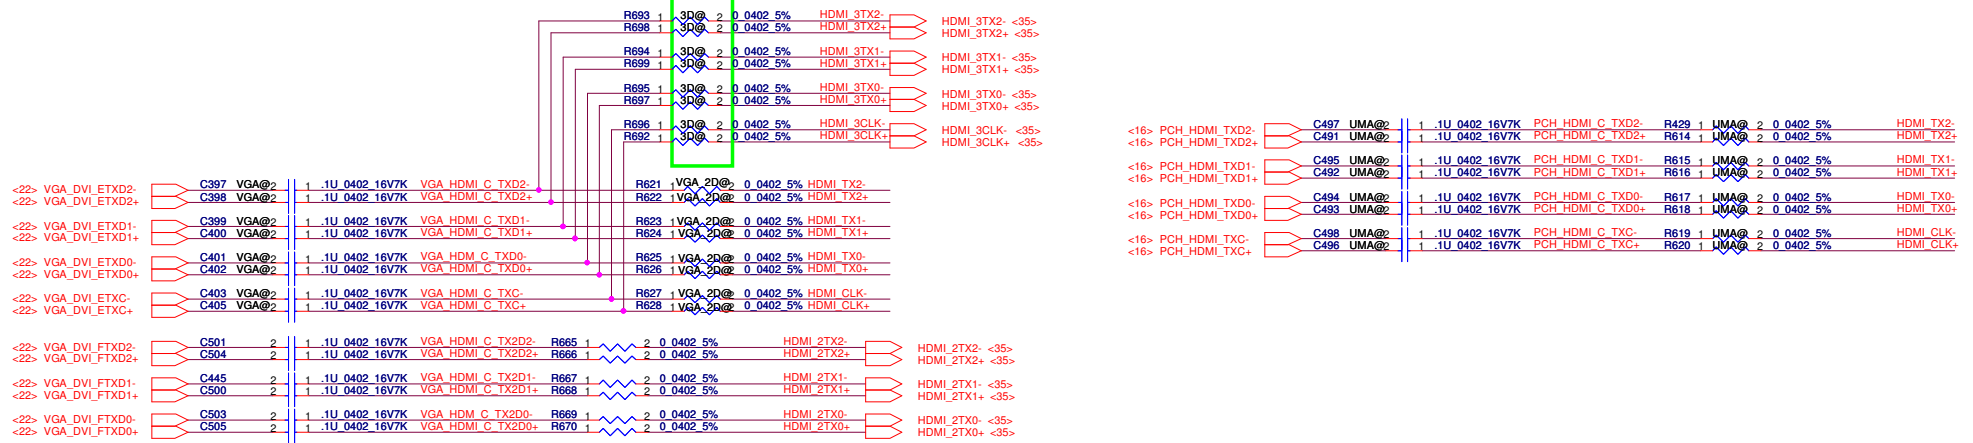 R693 1 3D@ 2 0_0402_5% HDMI_3TX2- HDMI_3TX2- <35>
R698 1 3D@ 2 0_0402_5% HDMI_3TX2+ HDMI_3TX2+ <35>
R694 1 3D@ 2 0_0402_5% HDMI_3TX1- HDMI_3TX1- <35>
R699 1 3D@ 2 0_0402_5% HDMI_3TX1+ HDMI_3TX1+ <35>
R695 1 3D@ 2 0_0402_5% HDMI_3TX0- HDMI_3TX0- <35>
R697 1 3D@ 2 0_0402_5% HDMI_3TX0+ HDMI_3TX0+ <35>
R696 1 3D@ 2 0_0402_5% HDMI_3CLK- HDMI_3CLK- <35>
R692 1 3D@ 2 0_0402_5% HDMI_3CLK+ HDMI_3CLK+ <35>
<22> VGA_DVI_ETXD2- C397 VGA@ 2 1 .1U_0402_16V7K VGA_HDMI_C_TXD2- R621 1 VGA_2D@ 2 0_0402_5% HDMI_TX2-
<22> VGA_DVI_ETXD2+ C398 VGA@ 2 1 .1U_0402_16V7K VGA_HDMI_C_TXD2+ R622 1 VGA_2D@ 2 0_0402_5% HDMI_TX2+
<22> VGA_DVI_ETXD1- C399 VGA@ 2 1 .1U_0402_16V7K VGA_HDMI_C_TXD1- R623 1 VGA_2D@ 2 0_0402_5% HDMI_TX1-
<22> VGA_DVI_ETXD1+ C400 VGA@ 2 1 .1U_0402_16V7K VGA_HDMI_C_TXD1+ R624 1 VGA_2D@ 2 0_0402_5% HDMI_TX1+
<22> VGA_DVI_ETXD0- C401 VGA@ 2 1 .1U_0402_16V7K VGA_HDM_C_TXD0- R625 1 VGA_2D@ 2 0_0402_5% HDMI_TX0-
<22> VGA_DVI_ETXD0+ C402 VGA@ 2 1 .1U_0402_16V7K VGA_HDMI_C_TXD0+ R626 1 VGA_2D@ 2 0_0402_5% HDMI_TX0+
<22> VGA_DVI_ETXC- C403 VGA@ 2 1 .1U_0402_16V7K VGA_HDMI_C_TXC- R627 1 VGA_2D@ 2 0_0402_5% HDMI_CLK-
<22> VGA_DVI_ETXC+ C405 VGA@ 2 1 .1U_0402_16V7K VGA_HDMI_C_TXC+ R628 1 VGA_2D@ 2 0_0402_5% HDMI_CLK+
<22> VGA_DVI_FTXD2- C501 2 1 .1U_0402_16V7K VGA_HDMI_C_TX2D2- R665 1 2 0_0402_5% HDMI_2TX2- HDMI_2TX2- <35>
<22> VGA_DVI_FTXD2+ C504 2 1 .1U_0402_16V7K VGA_HDMI_C_TX2D2+ R666 1 2 0_0402_5% HDMI_2TX2+ HDMI_2TX2+ <35>
<22> VGA_DVI_FTXD1- C445 2 1 .1U_0402_16V7K VGA_HDMI_C_TX2D1- R667 1 2 0_0402_5% HDMI_2TX1- HDMI_2TX1- <35>
<22> VGA_DVI_FTXD1+ C500 2 1 .1U_0402_16V7K VGA_HDMI_C_TX2D1+ R668 1 2 0_0402_5% HDMI_2TX1+ HDMI_2TX1+ <35>
<22> VGA_DVI_FTXD0- C503 2 1 .1U_0402_16V7K VGA_HDM_C_TX2D0- R669 1 2 0_0402_5% HDMI_2TX0- HDMI_2TX0- <35>
<22> VGA_DVI_FTXD0+ C505 2 1 .1U_0402_16V7K VGA_HDMI_C_TX2D0+ R670 1 2 0_0402_5% HDMI_2TX0+ HDMI_2TX0+ <35>
<16> PCH_HDMI_TXD2- C497 UMA@ 2 1 .1U_0402_16V7K PCH_HDMI_C_TXD2- R429 1 UMA@ 2 0_0402_5% HDMI_TX2-
<16> PCH_HDMI_TXD2+ C491 UMA@ 2 1 .1U_0402_16V7K PCH_HDMI_C_TXD2+ R614 1 UMA@ 2 0_0402_5% HDMI_TX2+
<16> PCH_HDMI_TXD1- C495 UMA@ 2 1 .1U_0402_16V7K PCH_HDMI_C_TXD1- R615 1 UMA@ 2 0_0402_5% HDMI_TX1-
<16> PCH_HDMI_TXD1+ C492 UMA@ 2 1 .1U_0402_16V7K PCH_HDMI_C_TXD1+ R616 1 UMA@ 2 0_0402_5% HDMI_TX1+
<16> PCH_HDMI_TXD0- C494 UMA@ 2 1 .1U_0402_16V7K PCH_HDMI_C_TXD0- R617 1 UMA@ 2 0_0402_5% HDMI_TX0-
<16> PCH_HDMI_TXD0+ C493 UMA@ 2 1 .1U_0402_16V7K PCH_HDMI_C_TXD0+ R618 1 UMA@ 2 0_0402_5% HDMI_TX0+
<16> PCH_HDMI_TXC- C498 UMA@ 2 1 .1U_0402_16V7K PCH_HDMI_C_TXC- R619 1 UMA@ 2 0_0402_5% HDMI_CLK-
<16> PCH_HDMI_TXC+ C496 UMA@ 2 1 .1U_0402_16V7K PCH_HDMI_C_TXC+ R620 1 UMA@ 2 0_0402_5% HDMI_CLK+